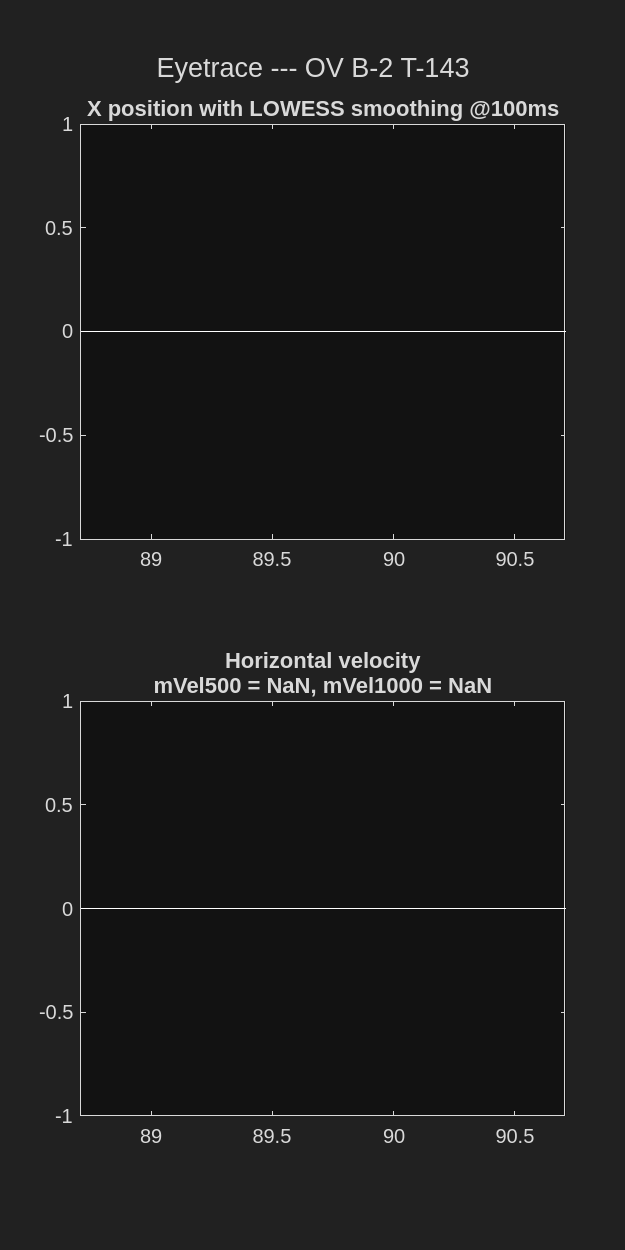 Eyetrace --- OV B-2 T-143
X position with LOWESS smoothing @100ms
1
0.5
0
-0.5
-1
89 89.5 90 90.5
Horizontal velocity
mVel500 = NaN, mVel1000 = NaN
1
0.5
0
-0.5
-1
89 89.5 90 90.5